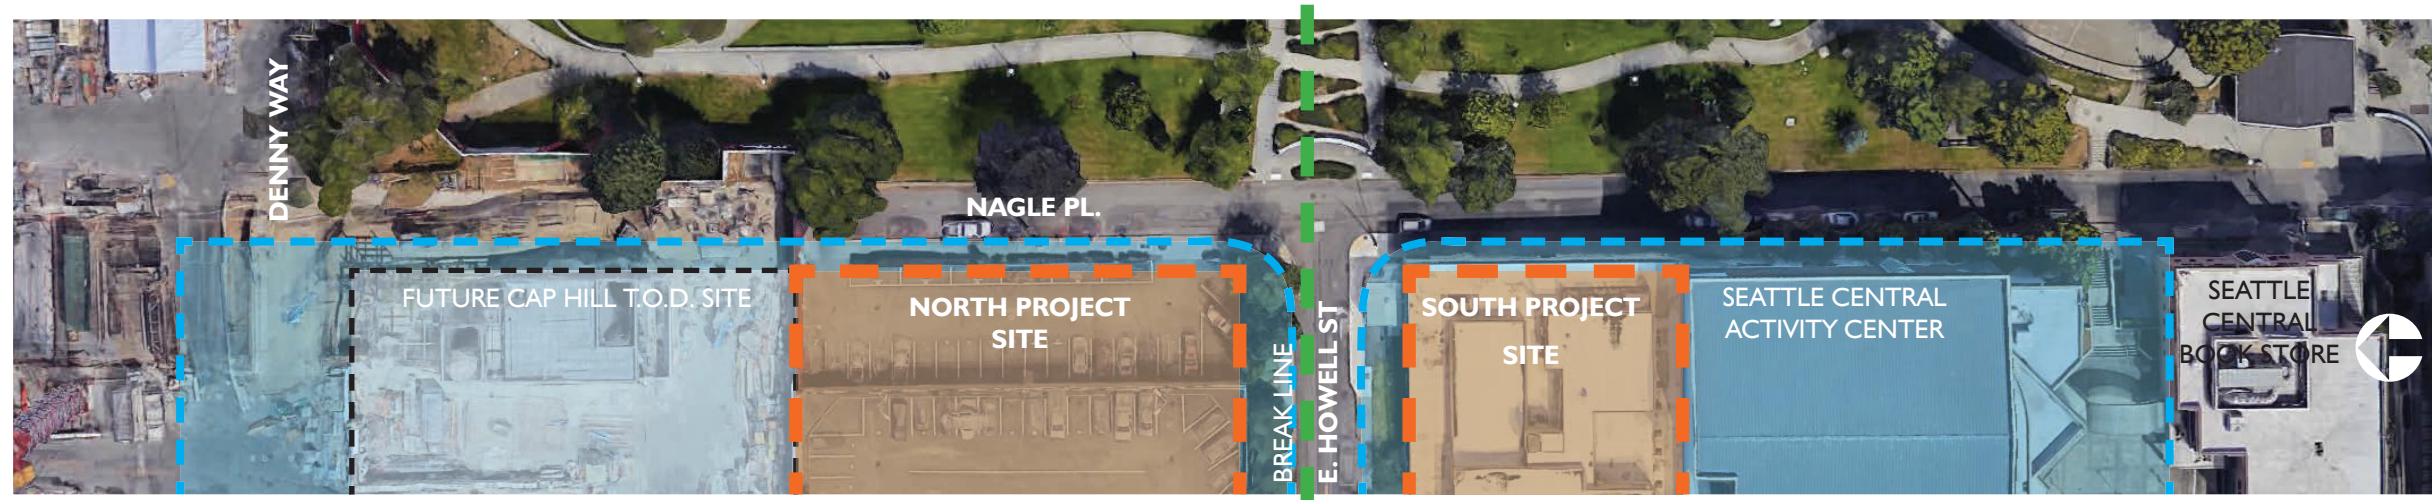 DENNY WAY
NAGLE PL.
FUTURE CAP HILL T.O.D. SITE
NORTH PROJECT
SITE
BREAK LINE
E. HOWELL ST
SOUTH PROJECT
SITE
SEATTLE CENTRAL
ACTIVITY CENTER
SEATTLE
CENTRAL
BOOK STORE